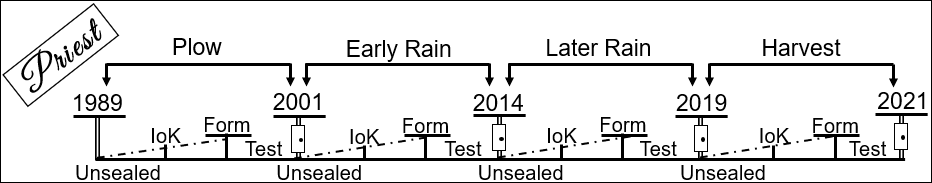 Priest
Plow Early Rain Later Rain Harvest
1989 2001 2014 2019 2021
IoK Form IoK Form IoK Form IoK Form
Test Test Test Test
Unsealed Unsealed Unsealed Unsealed